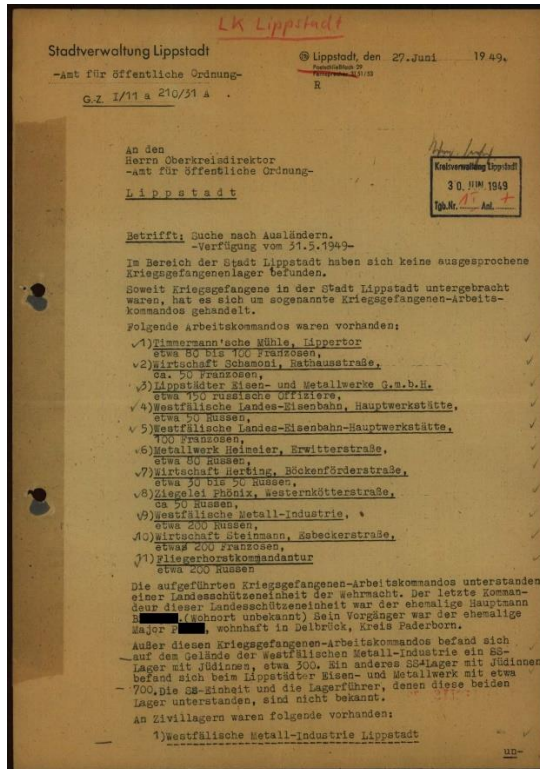 LK Lippstadt
Stadtverwaltung Lippstadt
-Amt für öffentliche Ordnung-
G.-Z. I/11 a 210/31 A .
Lippstadt, den 27.Juni 1949.
Postschließfach 29
R
An den
Herrn Oberkreisdirektor
-Amt für öffentliche Ordnung-
Lippstadt
Kreisverwaltung Lippstadt
30. JUNI 1949
Tgb.Nr. Anl.
Betrifft: Suche nach Ausländern.
-Verfügung vom 31.5.1949-
Im Bereich der Stadt Lippstadt haben sich keine ausgesprochene
Kriegsgefangenenlager befunden.
Soweit Kriegsgefangene in der Stadt Lippstadt untergebracht
waren, hat es sich um sogenannte Kriegsgefangenen-Arbeits-
kommandos gehandelt.
Folgende Arbeitskommandos waren vorhanden:
1)Timmermann'sche Mühle, Lippertor
etwa 80 bis 100 Franzosen,
2)Wirtschaft Schamoni, Rathausstraße,
ca. 50 Franzosen,
3)Lippstädter Eisen- und Metallwerke G.m.b.H.
etwa 150 russische Offiziere,
4)Westfälische Landes-Eisenbahn, Hauptwerkstätte,
etwa 50 Russen,
5)Westfälische Landes-Eisenbahn-Hauptwerkstätte,
100 Franzosen,
6)Metallwerk Heimeier, Erwitterstraße,
etwa 80 Russen,
7)Wirtschaft Herting, Böckenförderstraße,
etwa 30 bis 50 Russen,
8)Ziegelei Phönix, Westernkötterstraße,
ca 50 Russen,
9)Westfälische Metall-Industrie,
etwa 200 Russen,
10)Wirtschaft Steinmann, Esbeckerstraße,
etwas 200 Franzosen,
11)Fliegerhorstkommandantur
etwa 200 Russen
Die aufgeführten Kriegsgefangenen-Arbeitskommandos unterstanden
einer Landesschützeneinheit der Wehrmacht. Der letzte Komman-
deur dieser Landesschützeneinheit war der ehemalige Hauptmann
B .(Wohnort unbekannt) Sein Vorgänger war der ehemalige
Major P , wohnhaft in Delbrück, Kreis Paderborn.
Außer diesen Kriegsgefangenen-Arbeitskommandos befand sich
auf dem Gelände der Westfälischen Metall-Industrie ein SS-
Lager mit Jüdinnen, etwa 300. Ein anderes SS-Lager mit Jüdinnen
befand sich beim Lippstädter Eisen- und Metallwerk mit etwa
700. Die SS-Einheit und die Lagerführer, denen diese beiden
Lager unterstanden, sind nicht bekannt.
An Zivillagern waren folgende vorhanden:
1)Westfälische Metall-Industrie Lippstadt
un-